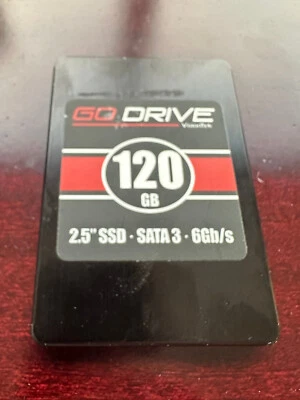 GO DRIVE
VisionTek
120
GB
2.5" SSD · SATA 3 · 6Gb/s